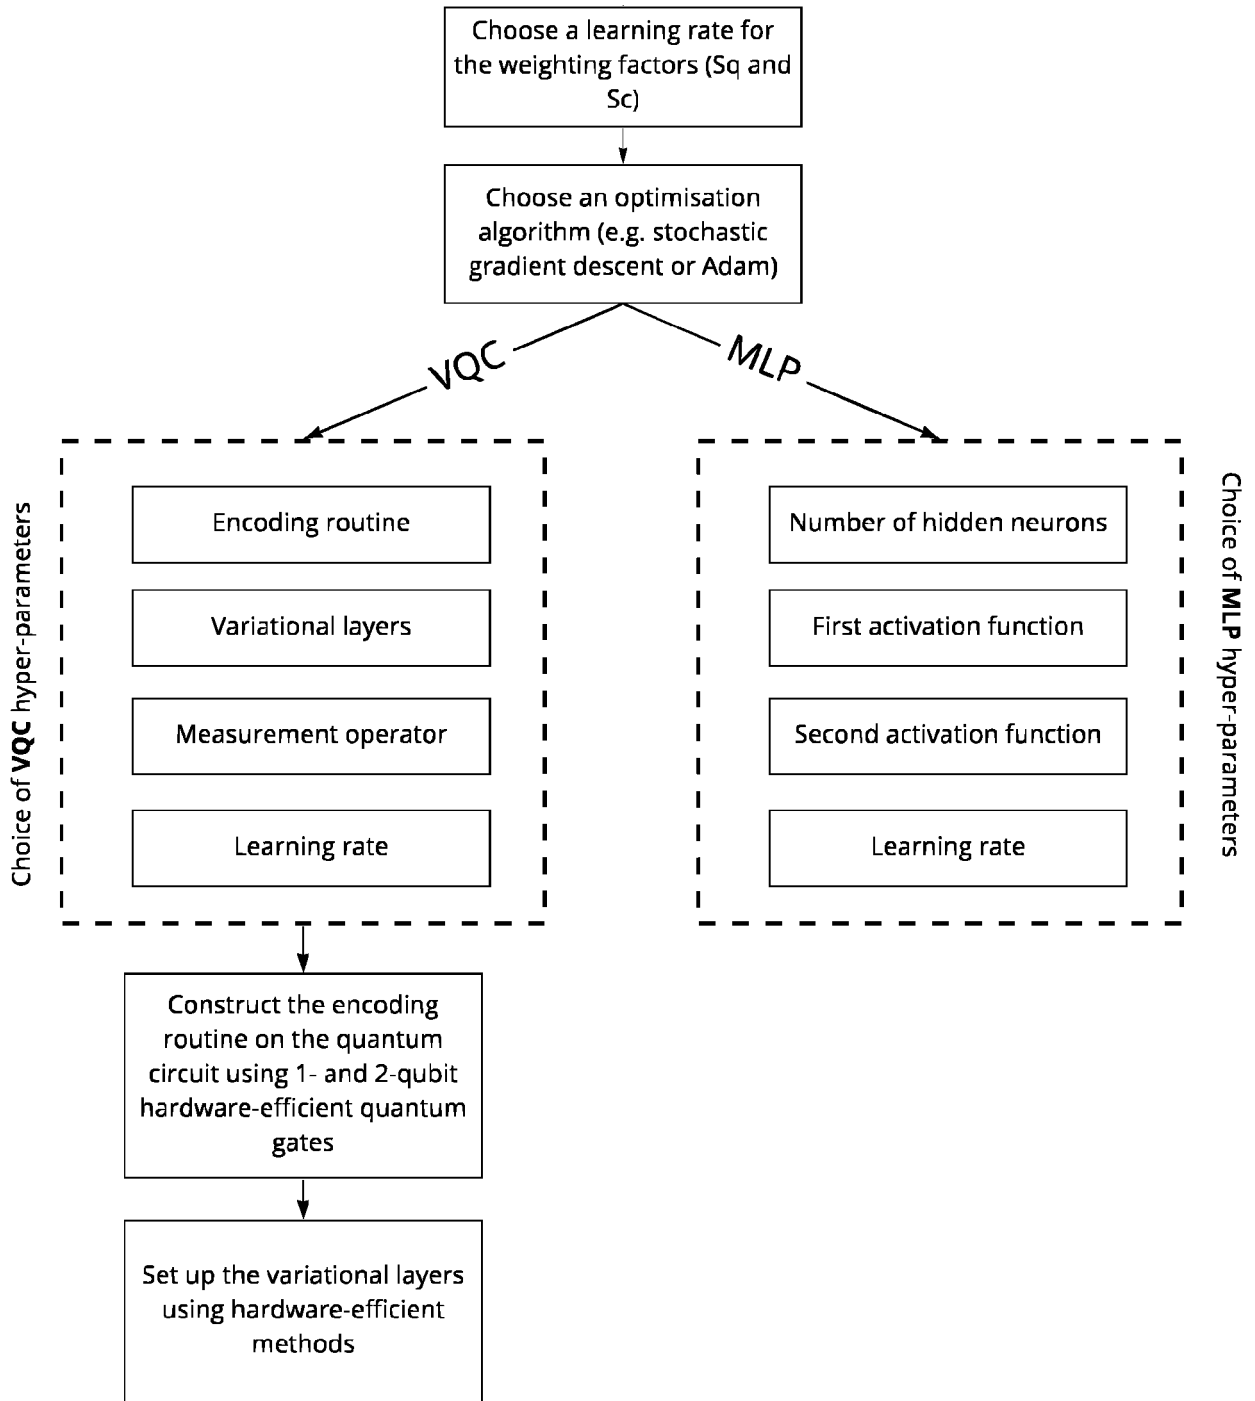 Choose a learning rate for
the weighting factors (Sq and
Sc)
Choose an optimisation
algorithm (e.g. stochastic
gradient descent or Adam)
VQC
MLP
Choice of VQC hyper-parameters
Encoding routine
Variational layers
Measurement operator
Learning rate
Number of hidden neurons
First activation function
Second activation function
Learning rate
Choice of MLP hyper-parameters
Construct the encoding
routine on the quantum
circuit using 1- and 2-qubit
hardware-efficient quantum
gates
Set up the variational layers
using hardware-efficient
methods